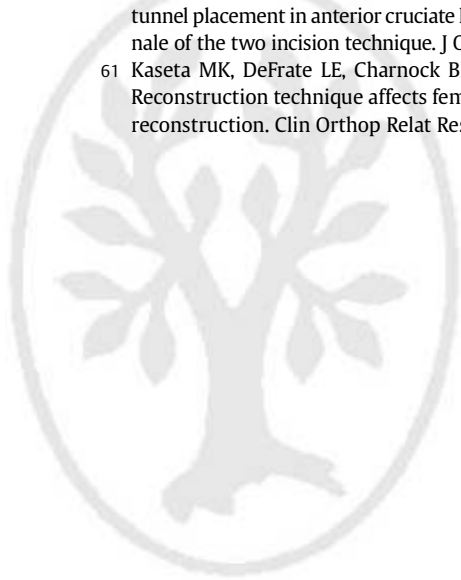 tunnel placement in anterior cruciate
nale of the two incision technique. J
61 Kaseta MK, DeFrate LE, Charnock
Reconstruction technique affects
reconstruction. Clin Orthop Relat